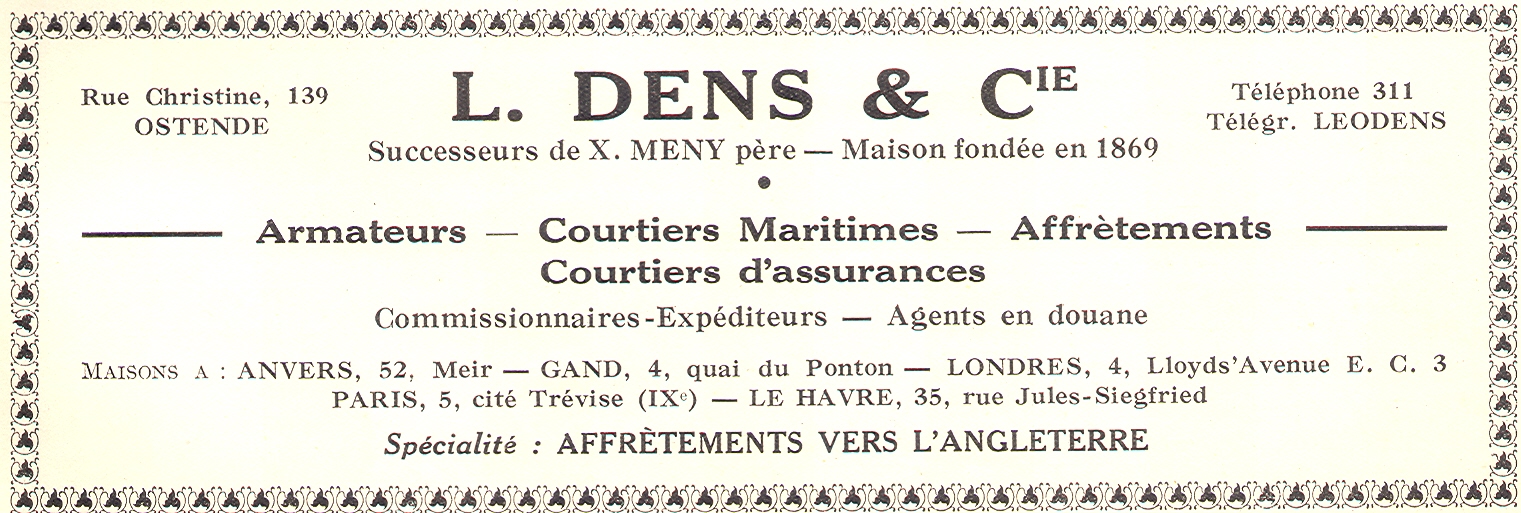 Rue Christine, 139
OSTENDE
L. DENS & CIE
Téléphone 311
Télégr. LEODENS
Successeurs de X. MENY père — Maison fondée en 1869
Armateurs — Courtiers Maritimes — Affrètements
Courtiers d'assurances
Commissionnaires-Expéditeurs — Agents en douane
MAISONS A : ANVERS, 52, Meir — GAND, 4, quai du Ponton — LONDRES, 4, Lloyds'Avenue E. C. 3
PARIS, 5, cité Trévise (IXe) — LE HAVRE, 35, rue Jules-Siegfried
Spécialité : AFFRÈTEMENTS VERS L'ANGLETERRE